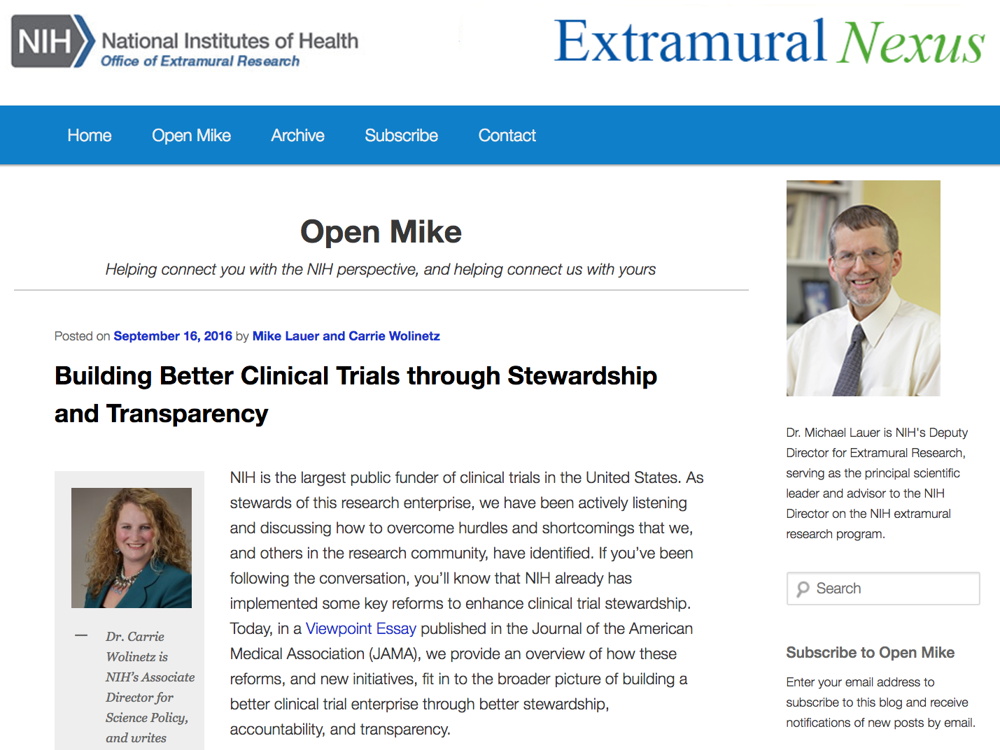 NIH National Institutes of Health
Office of Extramural Research
Extramural Nexus
Home Open Mike Archive Subscribe Contact
Open Mike
Helping connect you with the NIH perspective, and helping connect us with yours
Posted on September 16, 2016 by Mike Lauer and Carrie Wolinetz
Building Better Clinical Trials through Stewardship
and Transparency
— Dr. Carrie
Wolinetz is
NIH’s Associate
Director for
Science Policy,
and writes
NIH is the largest public funder of clinical trials in the United States. As
stewards of this research enterprise, we have been actively listening
and discussing how to overcome hurdles and shortcomings that we,
and others in the research community, have identified. If you’ve been
following the conversation, you’ll know that NIH already has
implemented some key reforms to enhance clinical trial stewardship.
Today, in a Viewpoint Essay published in the Journal of the American
Medical Association (JAMA), we provide an overview of how these
reforms, and new initiatives, fit in to the broader picture of building a
better clinical trial enterprise through better stewardship,
accountability, and transparency.
Dr. Michael Lauer is NIH's Deputy
Director for Extramural Research,
serving as the principal scientific
leader and advisor to the NIH
Director on the NIH extramural
research program.
Search
Subscribe to Open Mike
Enter your email address to
subscribe to this blog and receive
notifications of new posts by email.